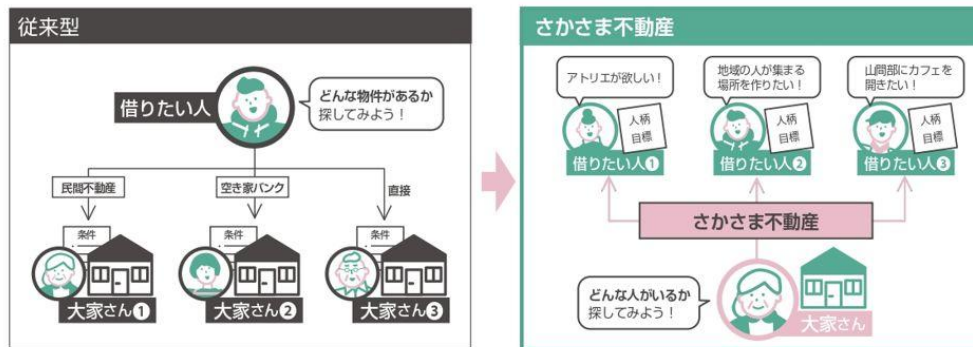 従来型
借りたい人
どんな物件があるか
探してみよう！
民間不動産
空き家バンク
直接
条件
条件
条件
大家さん❶
大家さん❷
大家さん❸
さかさま不動産
アトリエが欲しい！
地域の人が集まる
場所を作りたい！
山間部にカフェを
開きたい！
人柄
目標
人柄
目標
人柄
目標
借りたい人❶
借りたい人❷
借りたい人❸
さかさま不動産
どんな人がいるか
探してみよう！
大家さん